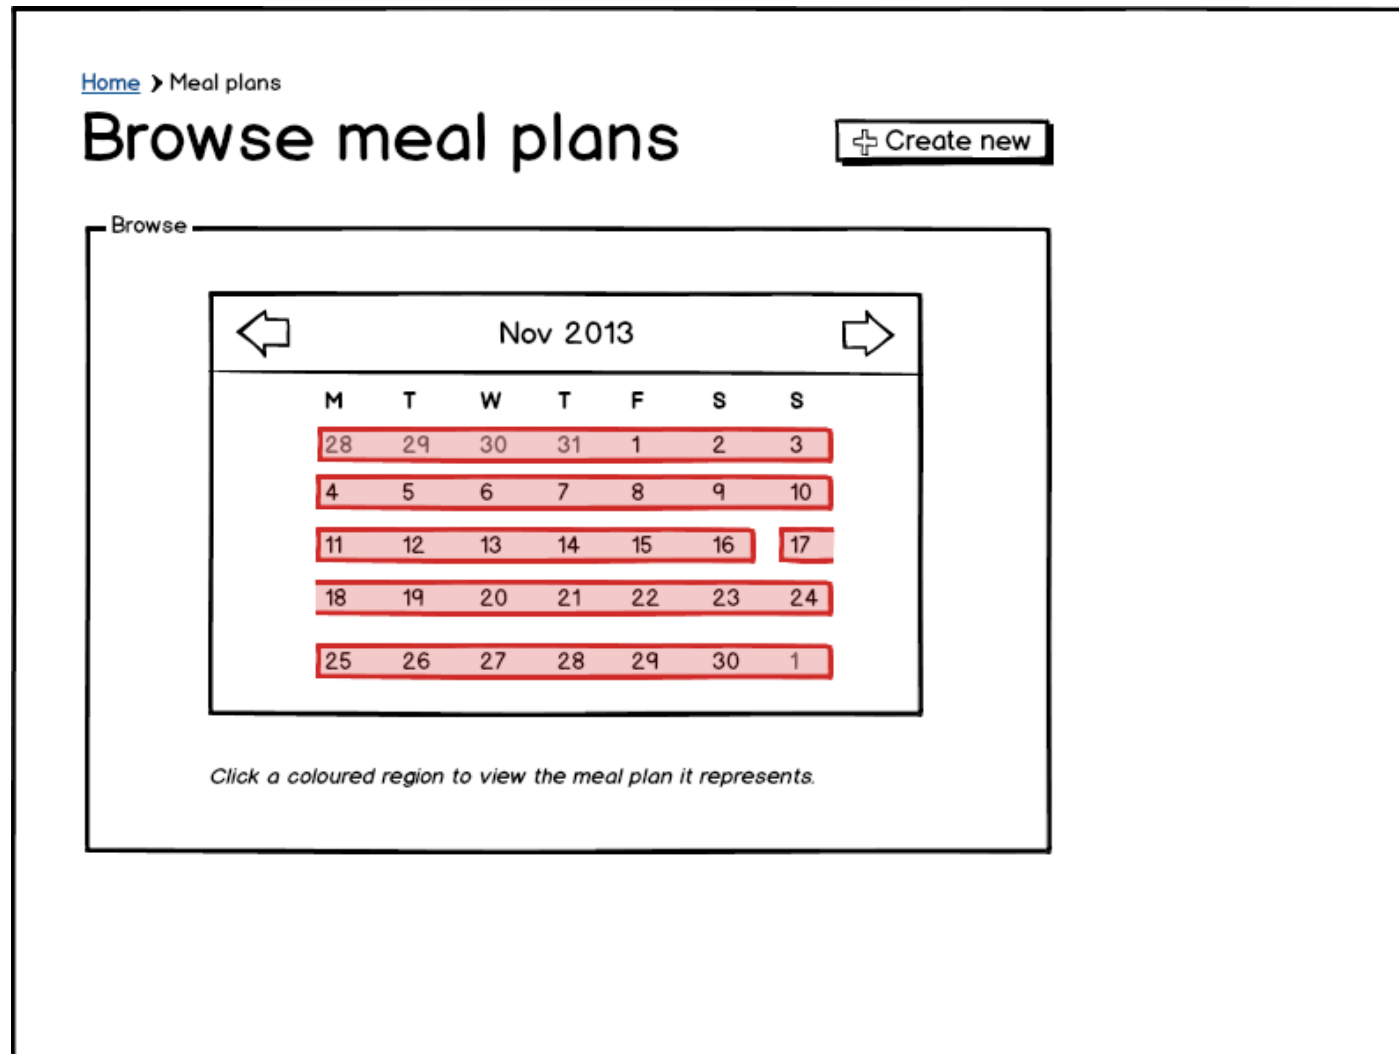 Home > Meal plans
Browse meal plans
Create new
Browse
Nov 2013
M T W T F S S
28 29 30 31 1 2 3
4 5 6 7 8 9 10
11 12 13 14 15 16 17
18 19 20 21 22 23 24
25 26 27 28 29 30 1
Click a coloured region to view the meal plan it represents.